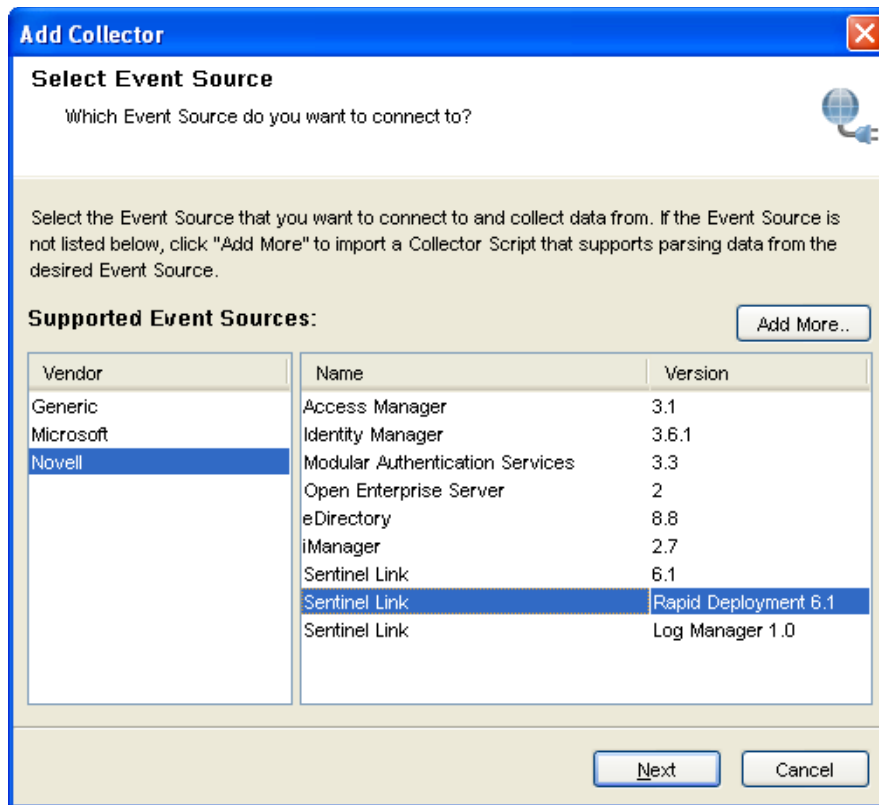 Add Collector
Select Event Source
Which Event Source do you want to connect to?
Select the Event Source that you want to connect to and collect data from. If the Event Source is
not listed below, click "Add More" to import a Collector Script that supports parsing data from the
desired Event Source.
Supported Event Sources:
Add More..
Vendor
Generic
Microsoft
Novell
Name Version
Access Manager 3.1
Identity Manager 3.6.1
Modular Authentication Services 3.3
Open Enterprise Server 2
eDirectory 8.8
iManager 2.7
Sentinel Link 6.1
Sentinel Link Rapid Deployment 6.1
Sentinel Link Log Manager 1.0
Next Cancel